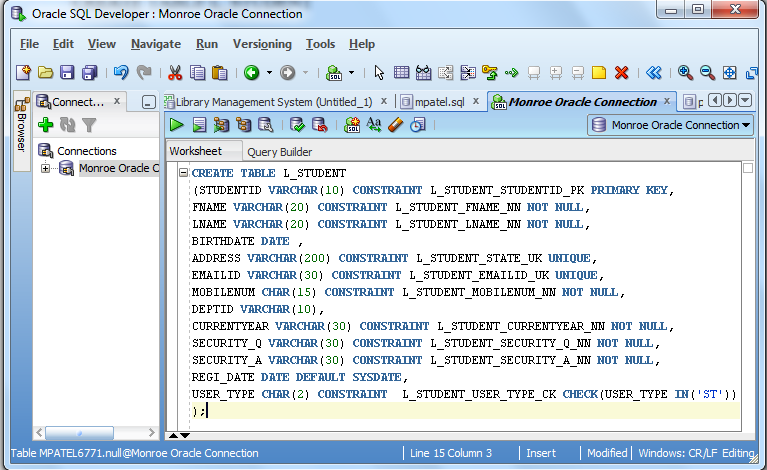 Oracle SQL Developer : Monroe Oracle Connection
File Edit View Navigate Run Versioning Tools Help
Connect... x
Library Management System (Untitled_1) x mpatel.sql x Monroe Oracle Connection x
Browser
Monroe Oracle Connection
Connections
Monroe Oracle C
Worksheet Query Builder
CREATE TABLE L_STUDENT
(STUDENTID VARCHAR(10) CONSTRAINT L_STUDENT_STUDENTID_PK PRIMARY KEY,
FNAME VARCHAR(20) CONSTRAINT L_STUDENT_FNAME_NN NOT NULL,
LNAME VARCHAR(20) CONSTRAINT L_STUDENT_LNAME_NN NOT NULL,
BIRTHDATE DATE ,
ADDRESS VARCHAR(200) CONSTRAINT L_STUDENT_STATE_UK UNIQUE,
EMAILID VARCHAR(30) CONSTRAINT L_STUDENT_EMAILID_UK UNIQUE,
MOBILENUM CHAR(15) CONSTRAINT L_STUDENT_MOBILENUM_NN NOT NULL,
DEPTID VARCHAR(10),
CURRENTYEAR VARCHAR(30) CONSTRAINT L_STUDENT_CURRENTYEAR_NN NOT NULL,
SECURITY_Q VARCHAR(30) CONSTRAINT L_STUDENT_SECURITY_Q_NN NOT NULL,
SECURITY_A VARCHAR(30) CONSTRAINT L_STUDENT_SECURITY_A_NN NOT NULL,
REGI_DATE DATE DEFAULT SYSDATE,
USER_TYPE CHAR(2) CONSTRAINT  L_STUDENT_USER_TYPE_CK CHECK(USER_TYPE IN('ST'))
);
Table MPATEL6771.null@Monroe Oracle Connection Line 15 Column 3 Insert Modified Windows: CR/LF Editing